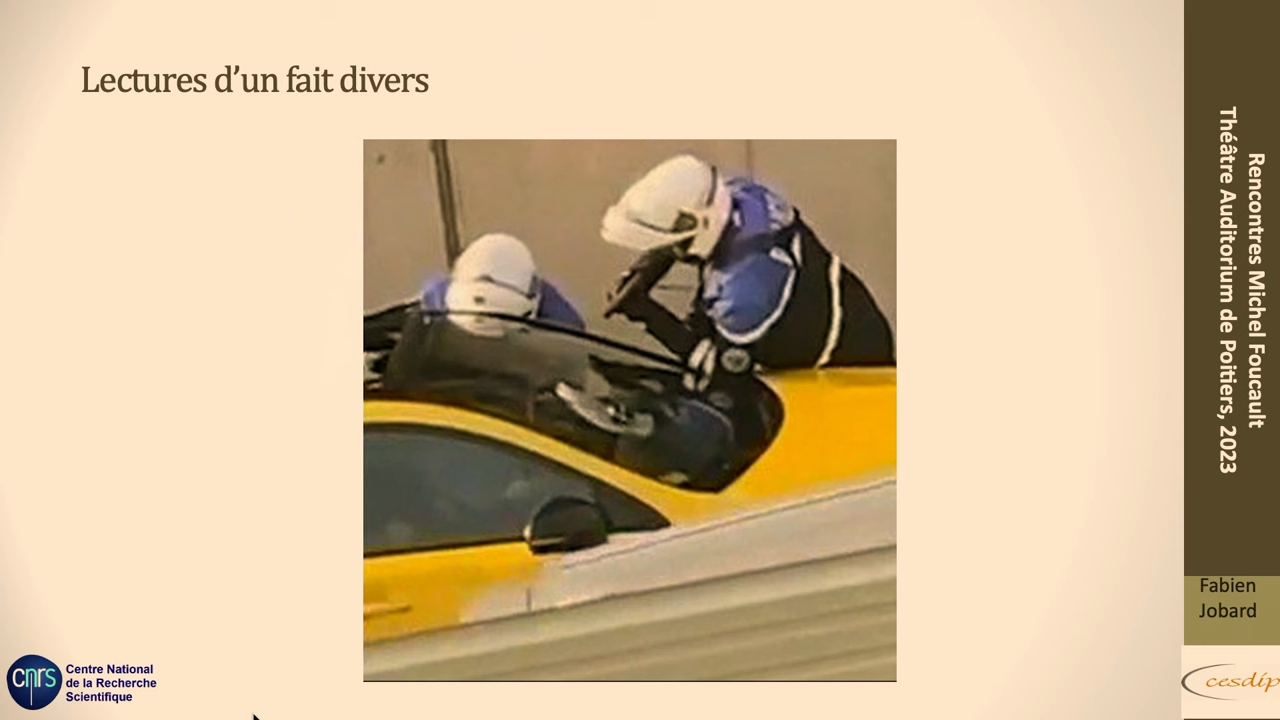 Lectures d’un fait divers
Rencontres Michel Foucault
Théâtre Auditorium de Poitiers, 2023
Fabien
Jobard
cnrs
Centre National
de la Recherche
Scientifique
cesdip